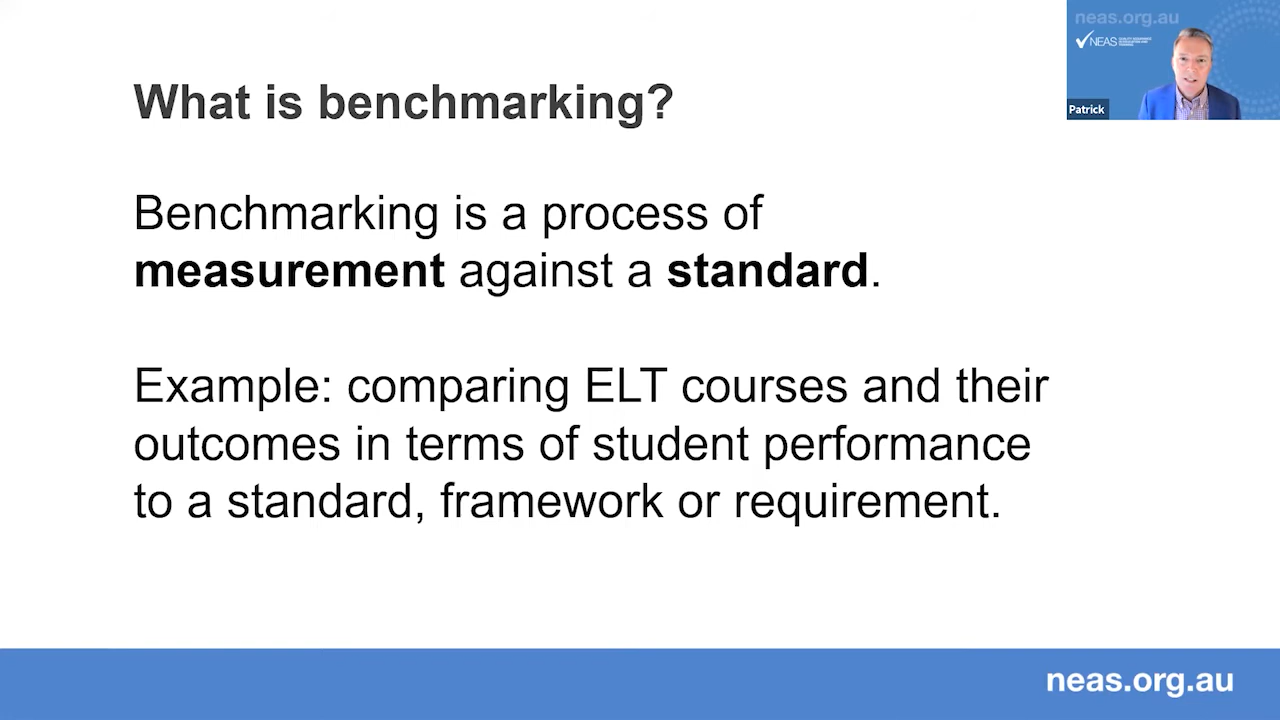 What is benchmarking?
Benchmarking is a process of
measurement against a standard.
Example: comparing ELT courses and their
outcomes in terms of student performance
to a standard, framework or requirement.
neas.org.au
NEAS
Patrick
neas.org.au